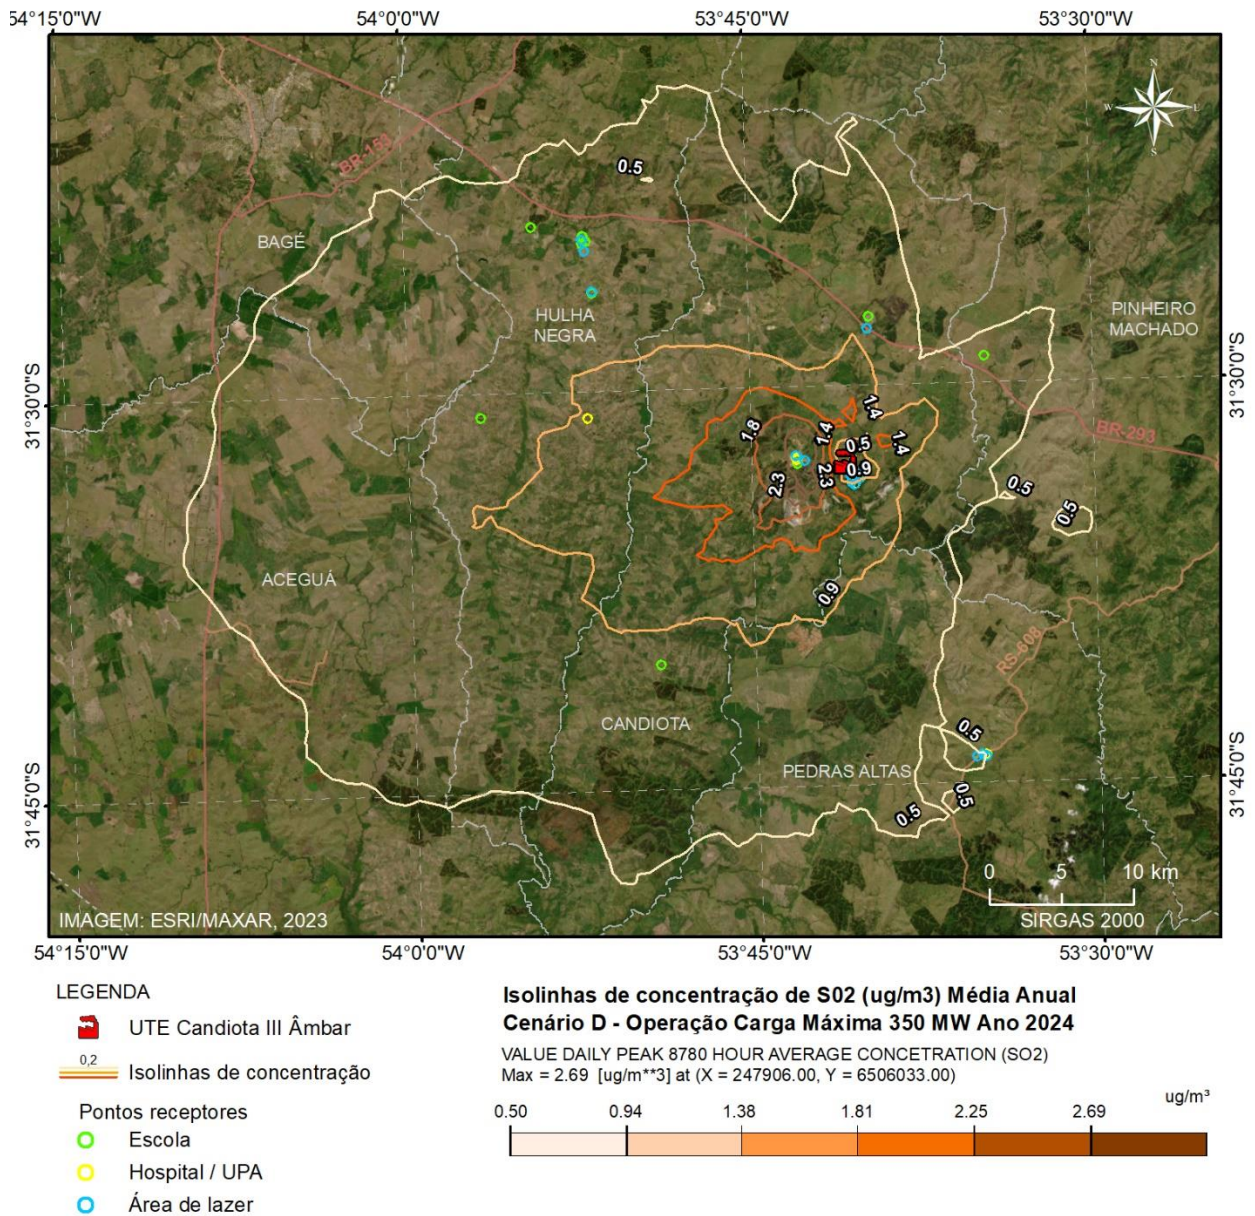 54°15'0"W 54°0'0"W 53°45'0"W 53°30'0"W
N
W E
S
BR-153
0.5
BAGÉ
HULHA
NEGRA
PINHEIRO
MACHADO
31°30'0"S
31°30'0"S
BR-293
1.4
1.8
1.4
0.5
1.4
2.3
2.3
0.9
0.5
0.5
ACEGUÁ
0.9
RS-608
CANDIOTA
0.5
PEDRAS ALTAS
0.5
0.5
31°45'0"S
31°45'0"S
0 5 10 km
IMAGEM: ESRI/MAXAR, 2023
SIRGAS 2000
54°15'0"W 54°0'0"W 53°45'0"W 53°30'0"W
LEGENDA
UTE Candiota III Âmbar
0,2
Isolinhas de concentração
Pontos receptores
Escola
Hospital / UPA
Área de lazer
Isolinhas de concentração de S02 (ug/m3) Média Anual
Cenário D - Operação Carga Máxima 350 MW Ano 2024
VALUE DAILY PEAK 8780 HOUR AVERAGE CONCETRATION (SO2)
Max = 2.69 [ug/m**3] at (X = 247906.00, Y = 6506033.00)
ug/m³
0.50 0.94 1.38 1.81 2.25 2.69